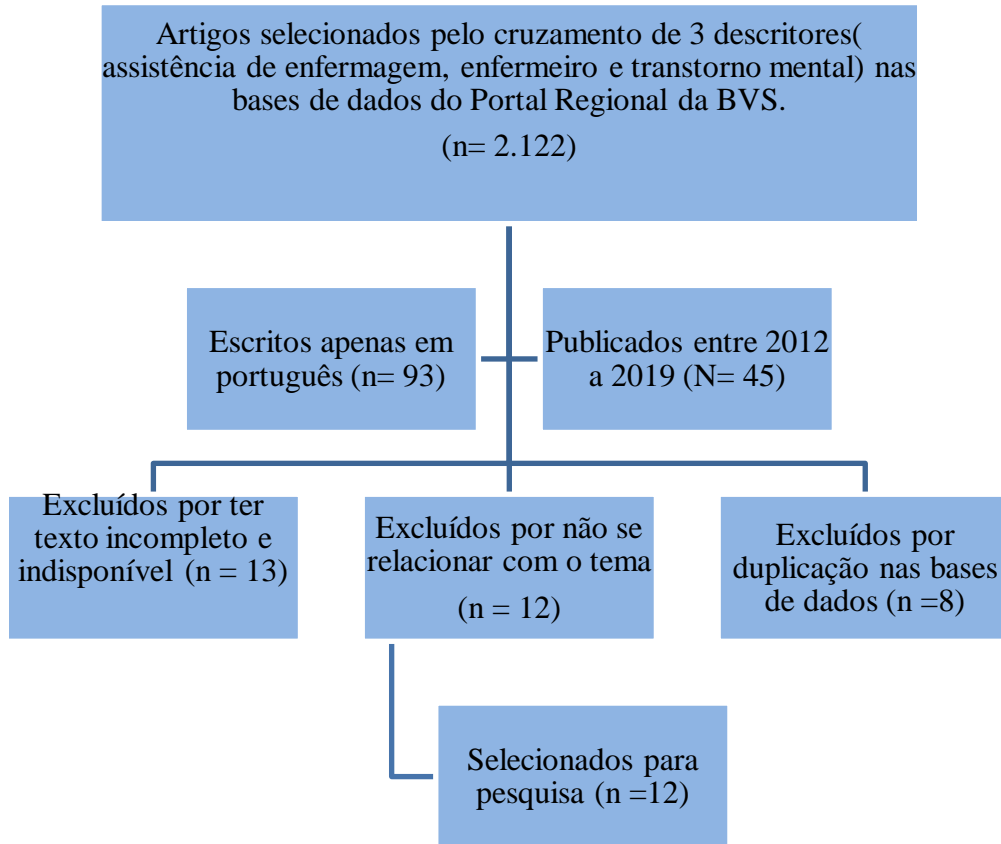 Artigos selecionados pelo cruzamento de 3 descritores(
assistência de enfermagem, enfermeiro e transtorno mental) nas
bases de dados do Portal Regional da BVS.
(n= 2.122)
Escritos apenas em
português (n= 93)
Publicados entre 2012
a 2019 (N= 45)
Excluídos por ter
texto incompleto e
indisponível (n = 13)
Excluídos por não se
relacionar com o tema
(n = 12)
Excluídos por
duplicação nas bases
de dados (n =8)
Selecionados para
pesquisa (n =12)